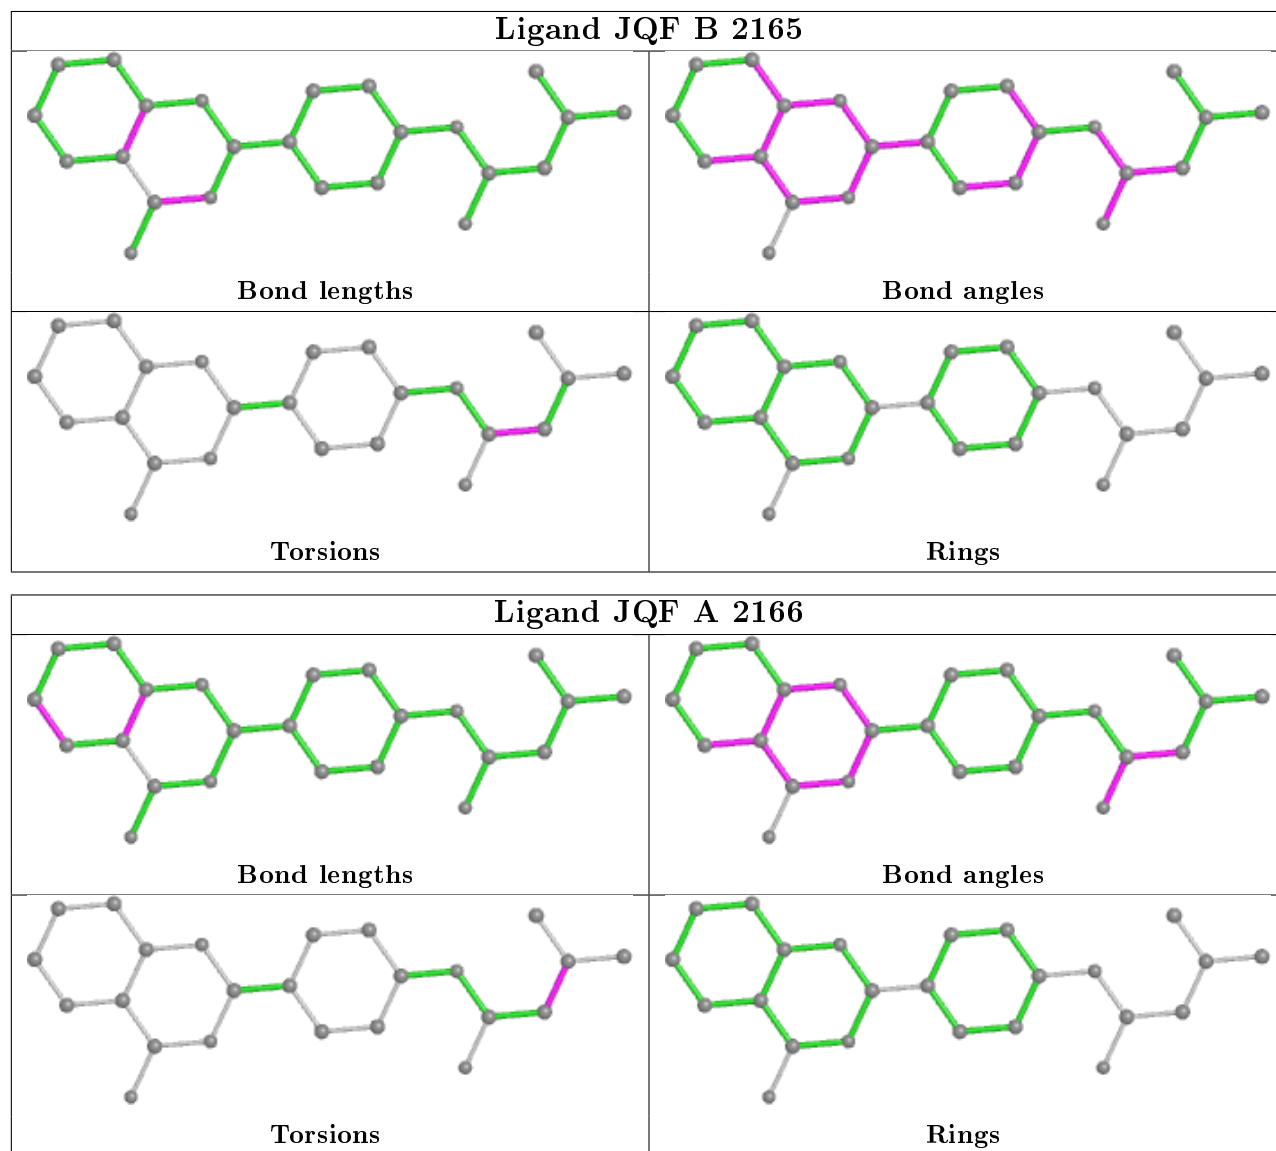 Ligand JQF B 2165
Bond lengths
Bond angles
Torsions
Rings
Ligand JQF A 2166
Bond lengths
Bond angles
Torsions
Rings